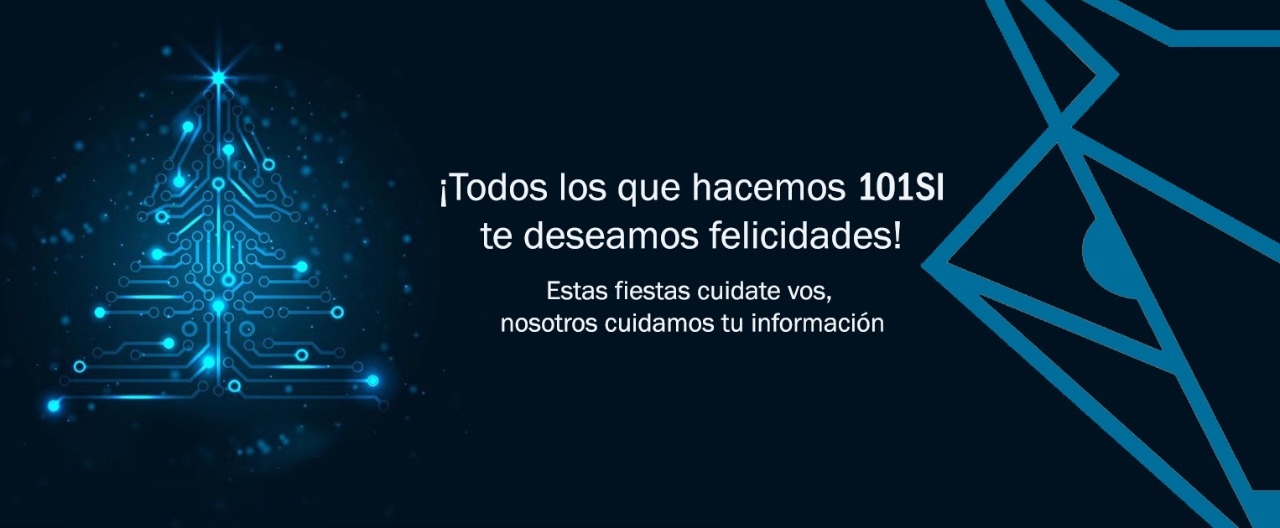 ¡Todos los que hacemos 101SI
te deseamos felicidades!
Estas fiestas cuidate vos,
nosotros cuidamos tu información